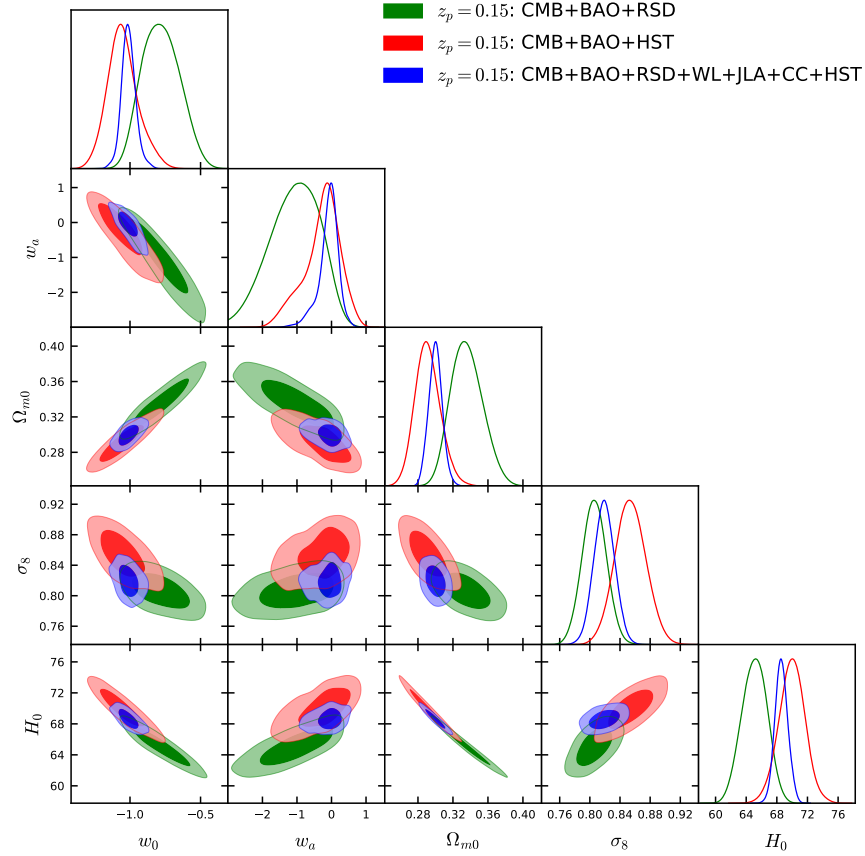 z_p = 0.15: CMB+BAO+RSD
z_p = 0.15: CMB+BAO+HST
z_p = 0.15: CMB+BAO+RSD+WL+JLA+CC+HST
1
0
−1
−2
w_a
0.40
0.36
0.32
0.28
Ω_m0
0.92
0.88
0.84
0.80
σ_8
76
72
68
64
60
H_0
−1.0 −0.5
−2 −1 0 1
0.28 0.32 0.36 0.40
0.76 0.80 0.84 0.88 0.92
60 64 68 72 76
w_0 w_a Ω_m0 σ_8 H_0